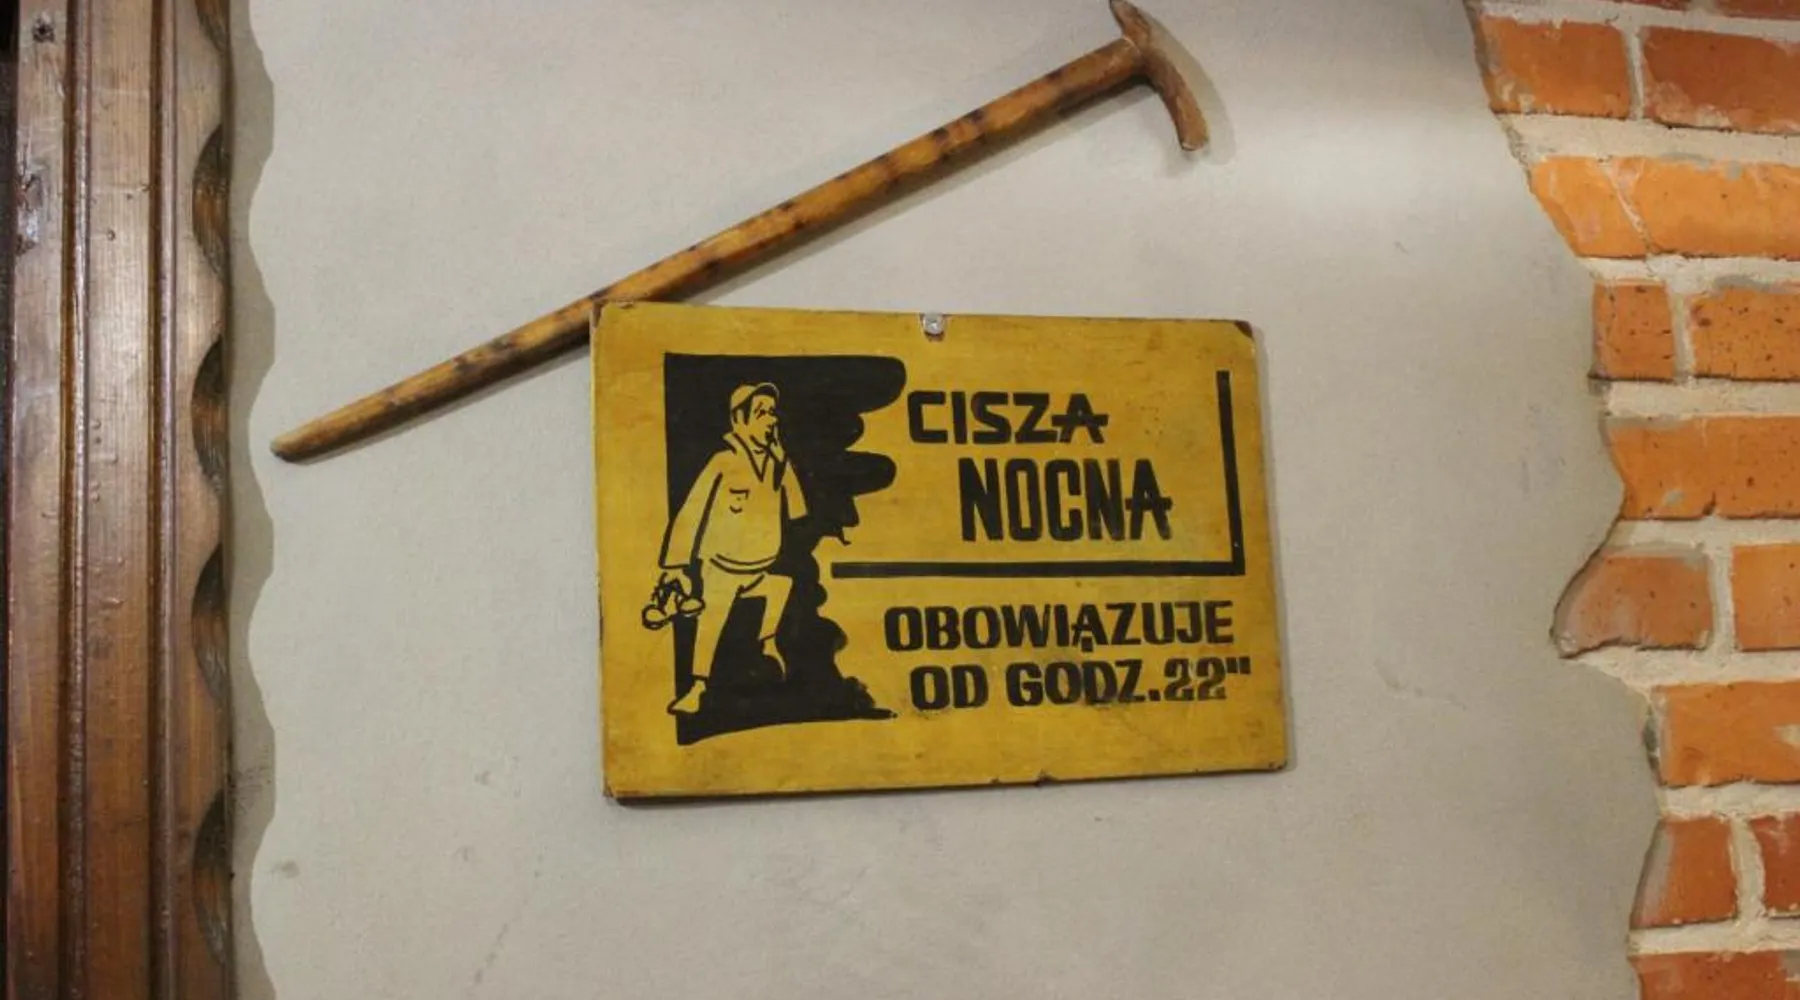 CISZA
NOCNA
OBOWIĄZUJE
OD GODZ.22"